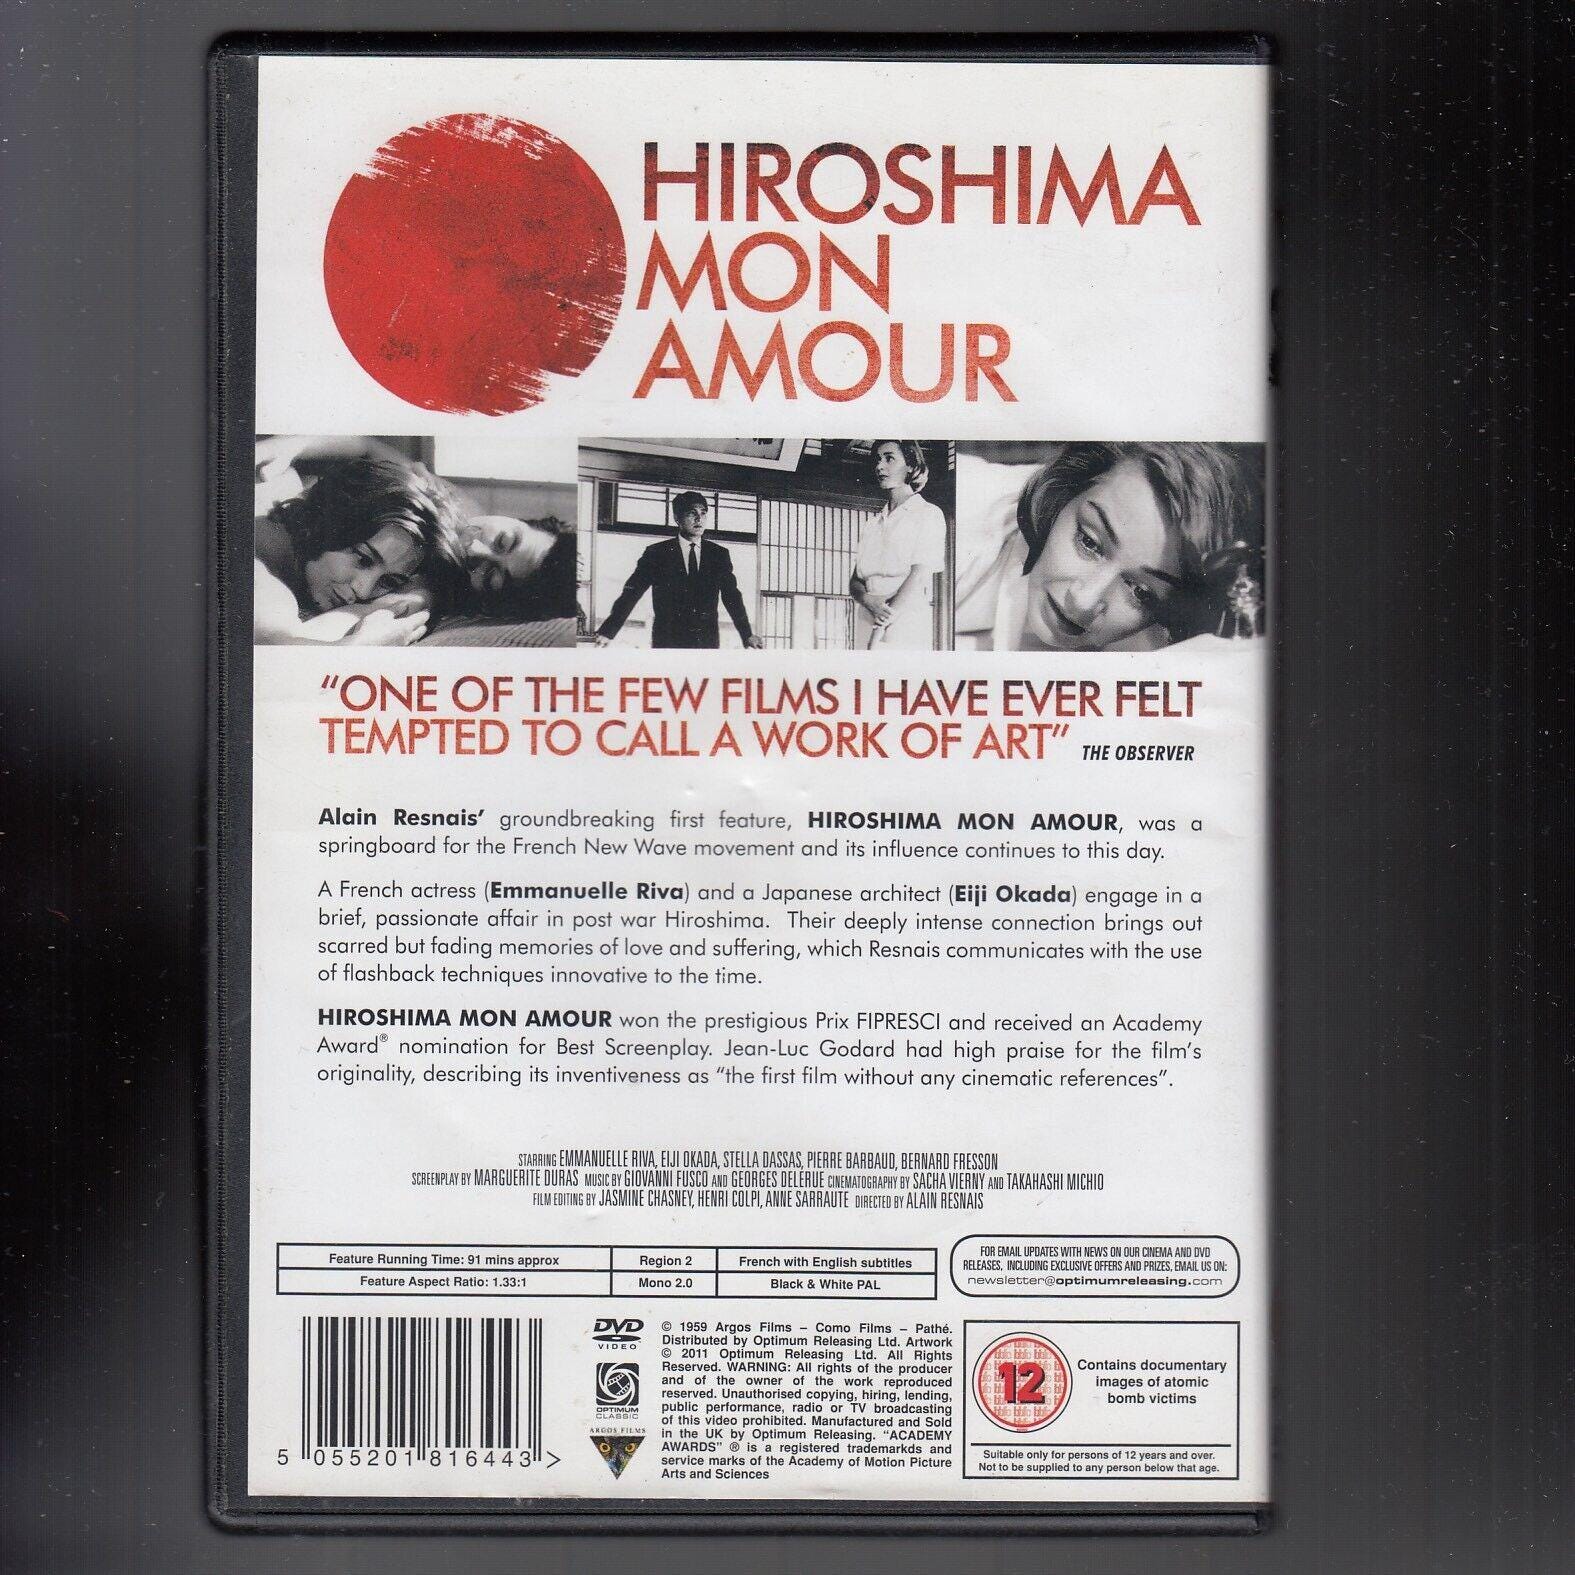 HIROSHIMA
MON
AMOUR
"ONE OF THE FEW FILMS I HAVE EVER FELT
TEMPTED TO CALL A WORK OF ART" THE OBSERVER
Alain Resnais' groundbreaking first feature, HIROSHIMA MON AMOUR, was a
springboard for the French New Wave movement and its influence continues to this day.
A French actress (Emmanuelle Riva) and a Japanese architect (Eiji Okada) engage in a
brief, passionate affair in post war Hiroshima. Their deeply intense connection brings out
scarred but fading memories of love and suffering, which Resnais communicates with the use
of flashback techniques innovative to the time.
HIROSHIMA MON AMOUR won the prestigious Prix FIPRESCI and received an Academy
Award® nomination for Best Screenplay. Jean-Luc Godard had high praise for the film's
originality, describing its inventiveness as "the first film without any cinematic references".
STARRING EMMANUELLE RIVA, EIJI OKADA, STELLA DASSAS, PIERRE BARBAUD, BERNARD FRESSON
SCREENPLAY BY MARGUERITE DURAS MUSIC BY GIOVANNI FUSCO AND GEORGES DELERUE CINEMATOGRAPHY BY SACHA VIERNY AND TAKAHASHI MICHIO
FILM EDITING BY JASMINE CHASNEY, HENRI COLPI, ANNE SARRAUTE DIRECTED BY ALAIN RESNAIS
Feature Running Time: 91 mins approx
Region 2
French with English subtitles
Feature Aspect Ratio: 1.33:1
Mono 2.0
Black & White PAL
FOR EMAIL UPDATES WITH NEWS ON OUR CINEMA AND DVD
RELEASES, INCLUDING EXCLUSIVE OFFERS AND PRIZES, EMAIL US ON:
newsletter@optimumreleasing.com
5 055201 816443 >
DVD
VIDEO
OPTIMUM
CLASSIC
ARGOS FILMS
© 1959 Argos Films – Como Films – Pathé.
Distributed by Optimum Releasing Ltd. Artwork
© 2011 Optimum Releasing Ltd. All Rights
Reserved. WARNING: All rights of the producer
and of the owner of the work reproduced
reserved. Unauthorised copying, hiring, lending,
public performance, radio or TV broadcasting
of this video prohibited. Manufactured and Sold
in the UK by Optimum Releasing. "ACADEMY
AWARDS" ® is a registered trademarkds and
service marks of the Academy of Motion Picture
Arts and Sciences
12
Contains documentary
images of atomic
bomb victims
Suitable only for persons of 12 years and over.
Not to be supplied to any person below that age.